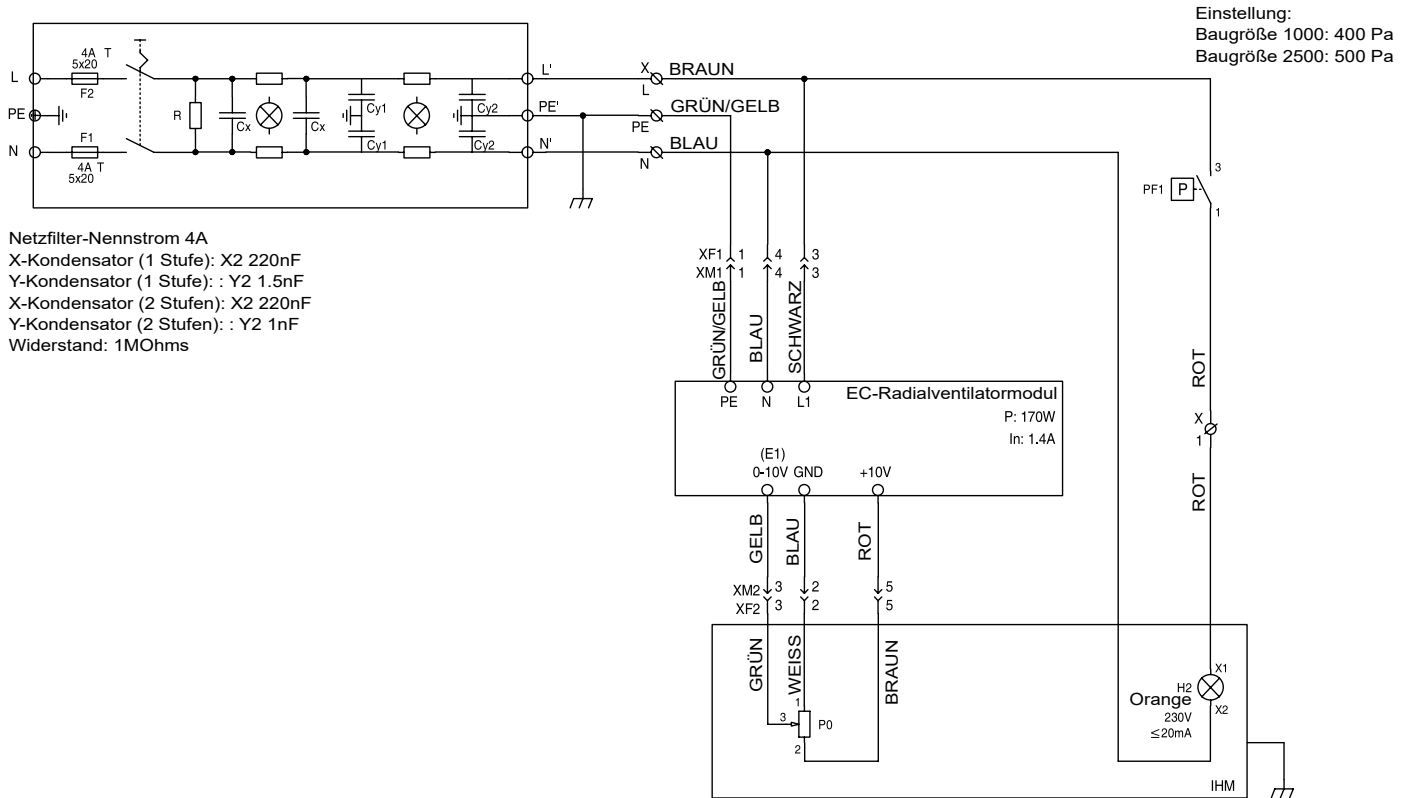 Einstellung:
Baugröße 1000: 400 Pa
Baugröße 2500: 500 Pa
4A T
5x20
L
F2
L'
X
BRAUN
L
PE
R
Cx
Cx
Cy1
Cy2
PE'
GRÜN/GELB
PE
Cy1
Cy2
F1
N
N'
BLAU
N
4A T
5x20
3
PF1
P
1
Netzfilter-Nennstrom 4A
X-Kondensator (1 Stufe): X2 220nF
Y-Kondensator (1 Stufe): : Y2 1.5nF
X-Kondensator (2 Stufen): X2 220nF
Y-Kondensator (2 Stufen): : Y2 1nF
Widerstand: 1MOhms
XF1 1 4 3
XM1 1 4 3
GRÜN/GELB
BLAU
SCHWARZ
ROT
EC-Radialventilatormodul
PE N L1
P: 170W
In: 1.4A
X
1
(E1)
0-10V GND +10V
ROT
GELB
BLAU
ROT
XM2 3 2 5
XF2 3 2 5
GRÜN
WEISS
BRAUN
X1
H2
Orange
X2
230V
≤20mA
1
3
P0
2
IHM